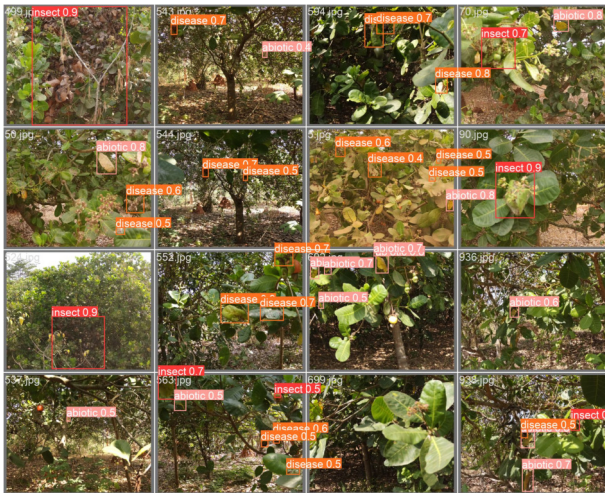 499.jpg
insect 0.9
543.jpg
disease 0.7
abiotic 0.4
594.jpg
disease 0.7
disease 0.8
70.jpg
abiotic 0.8
insect 0.7
50.jpg
abiotic 0.8
disease 0.6
disease 0.5
544.jpg
disease 0.7
disease 0.5
disease 0.6
disease 0.4
disease 0.5
disease 0.5
90.jpg
insect 0.9
abiotic 0.8
insect 0.9
552.jpg
disease 0.7
disease
disease 0.7
abiotic 0.7
abiotic 0.7
abiotic 0.5
936.jpg
abiotic 0.6
537.jpg
abiotic 0.5
insect 0.7
563.jpg
abiotic 0.5
insect 0.5
disease 0.6
disease 0.5
disease 0.5
699.jpg
insect 0.
disease 0.5
abiotic 0.7